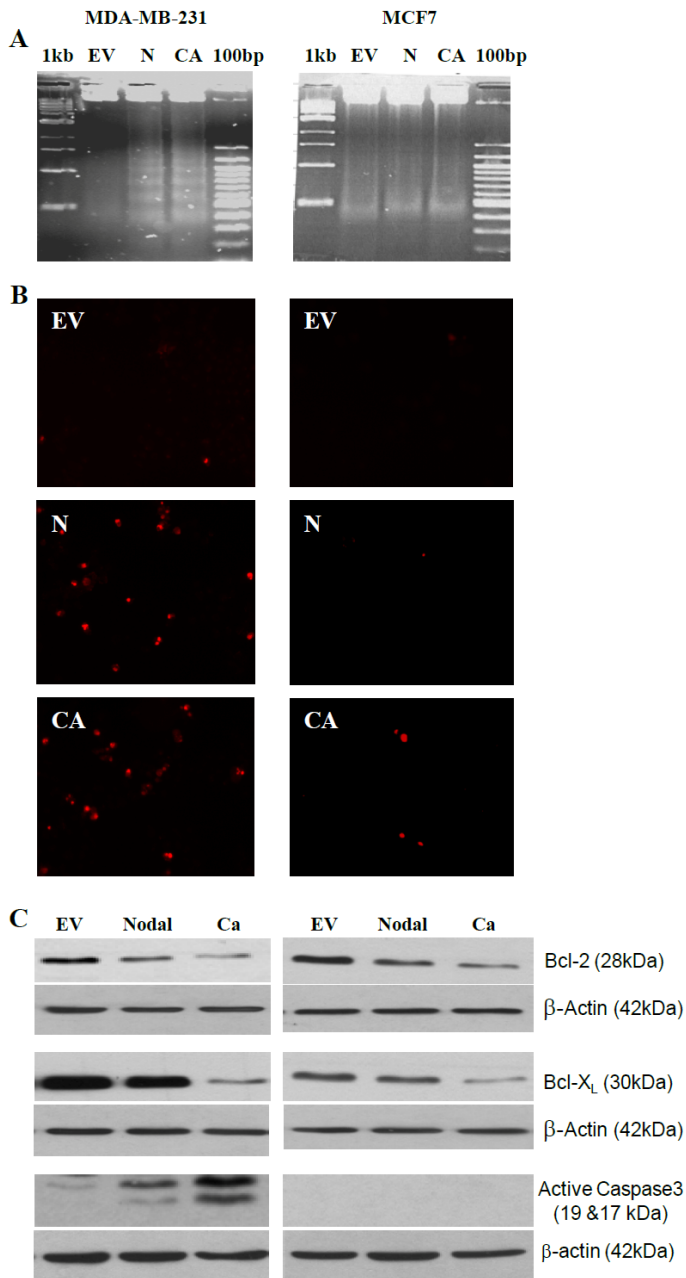 MDA-MB-231 MCF7
A
1kb EV N CA 100bp 1kb EV N CA 100bp
B
EV EV
N N
CA CA
C
EV Nodal Ca EV Nodal Ca
Bcl-2 (28kDa)
β-Actin (42kDa)
Bcl-XL (30kDa)
β-Actin (42kDa)
Active Caspase3
(19 &17 kDa)
β-actin (42kDa)